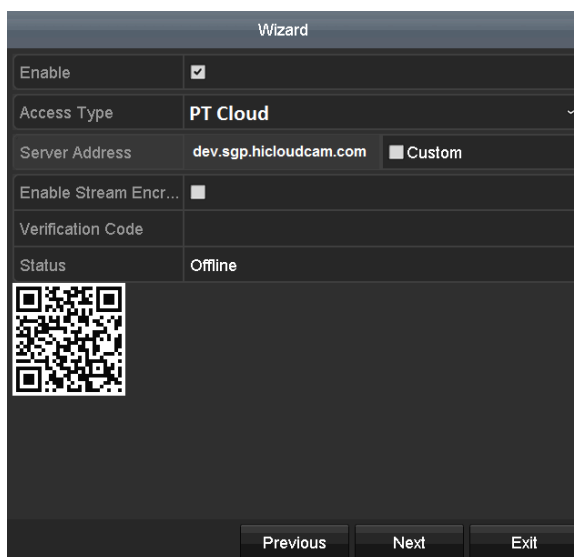 Wizard
Enable
Access Type PT Cloud
Server Address dev.sgp.hicloudcam.com Custom
Enable Stream Encr...
Verification Code
Status Offline
Previous Next Exit